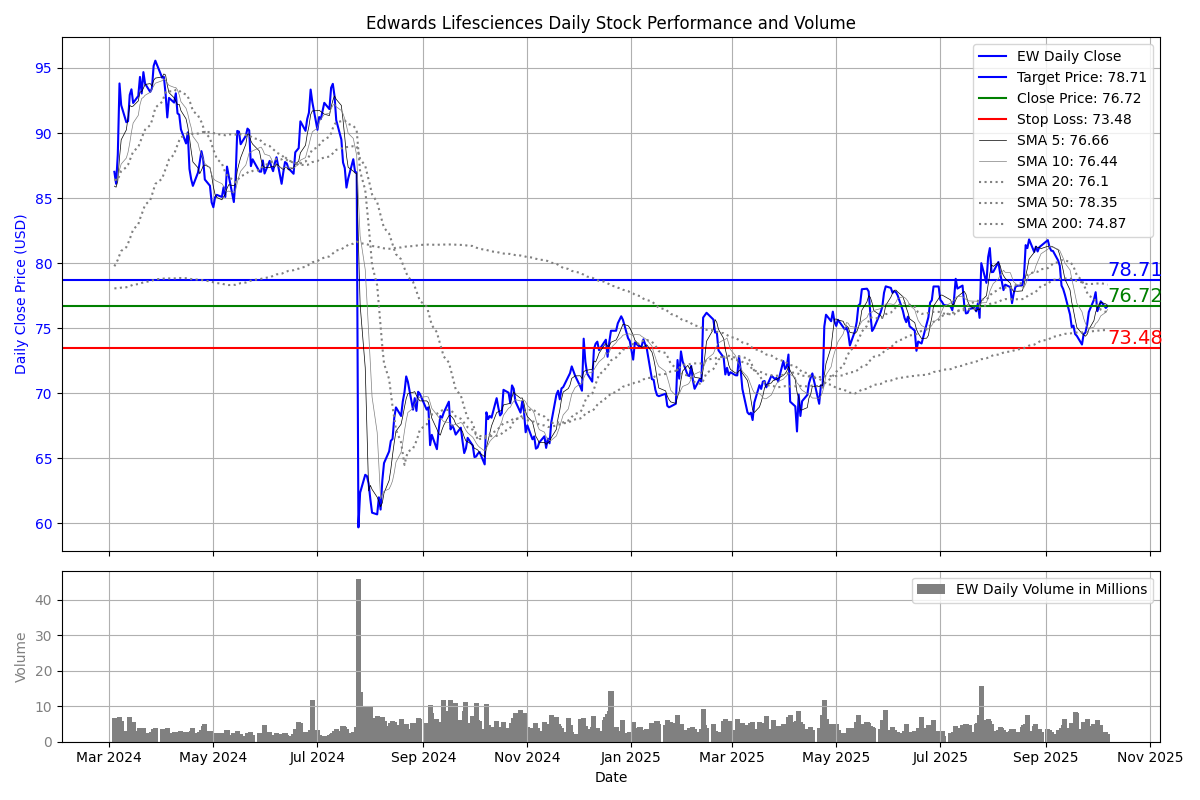 Edwards Lifesciences Daily Stock Performance and Volume
Daily Close Price (USD)
95
90
85
80
75
70
65
60
EW Daily Close
Target Price: 78.71
Close Price: 76.72
Stop Loss: 73.48
SMA 5: 76.66
SMA 10: 76.44
SMA 20: 76.1
SMA 50: 78.35
SMA 200: 74.87
78.71
76.72
73.48
Volume
40
30
20
10
0
EW Daily Volume in Millions
Mar 2024 May 2024 Jul 2024 Sep 2024 Nov 2024 Jan 2025 Mar 2025 May 2025 Jul 2025 Sep 2025 Nov 2025
Date